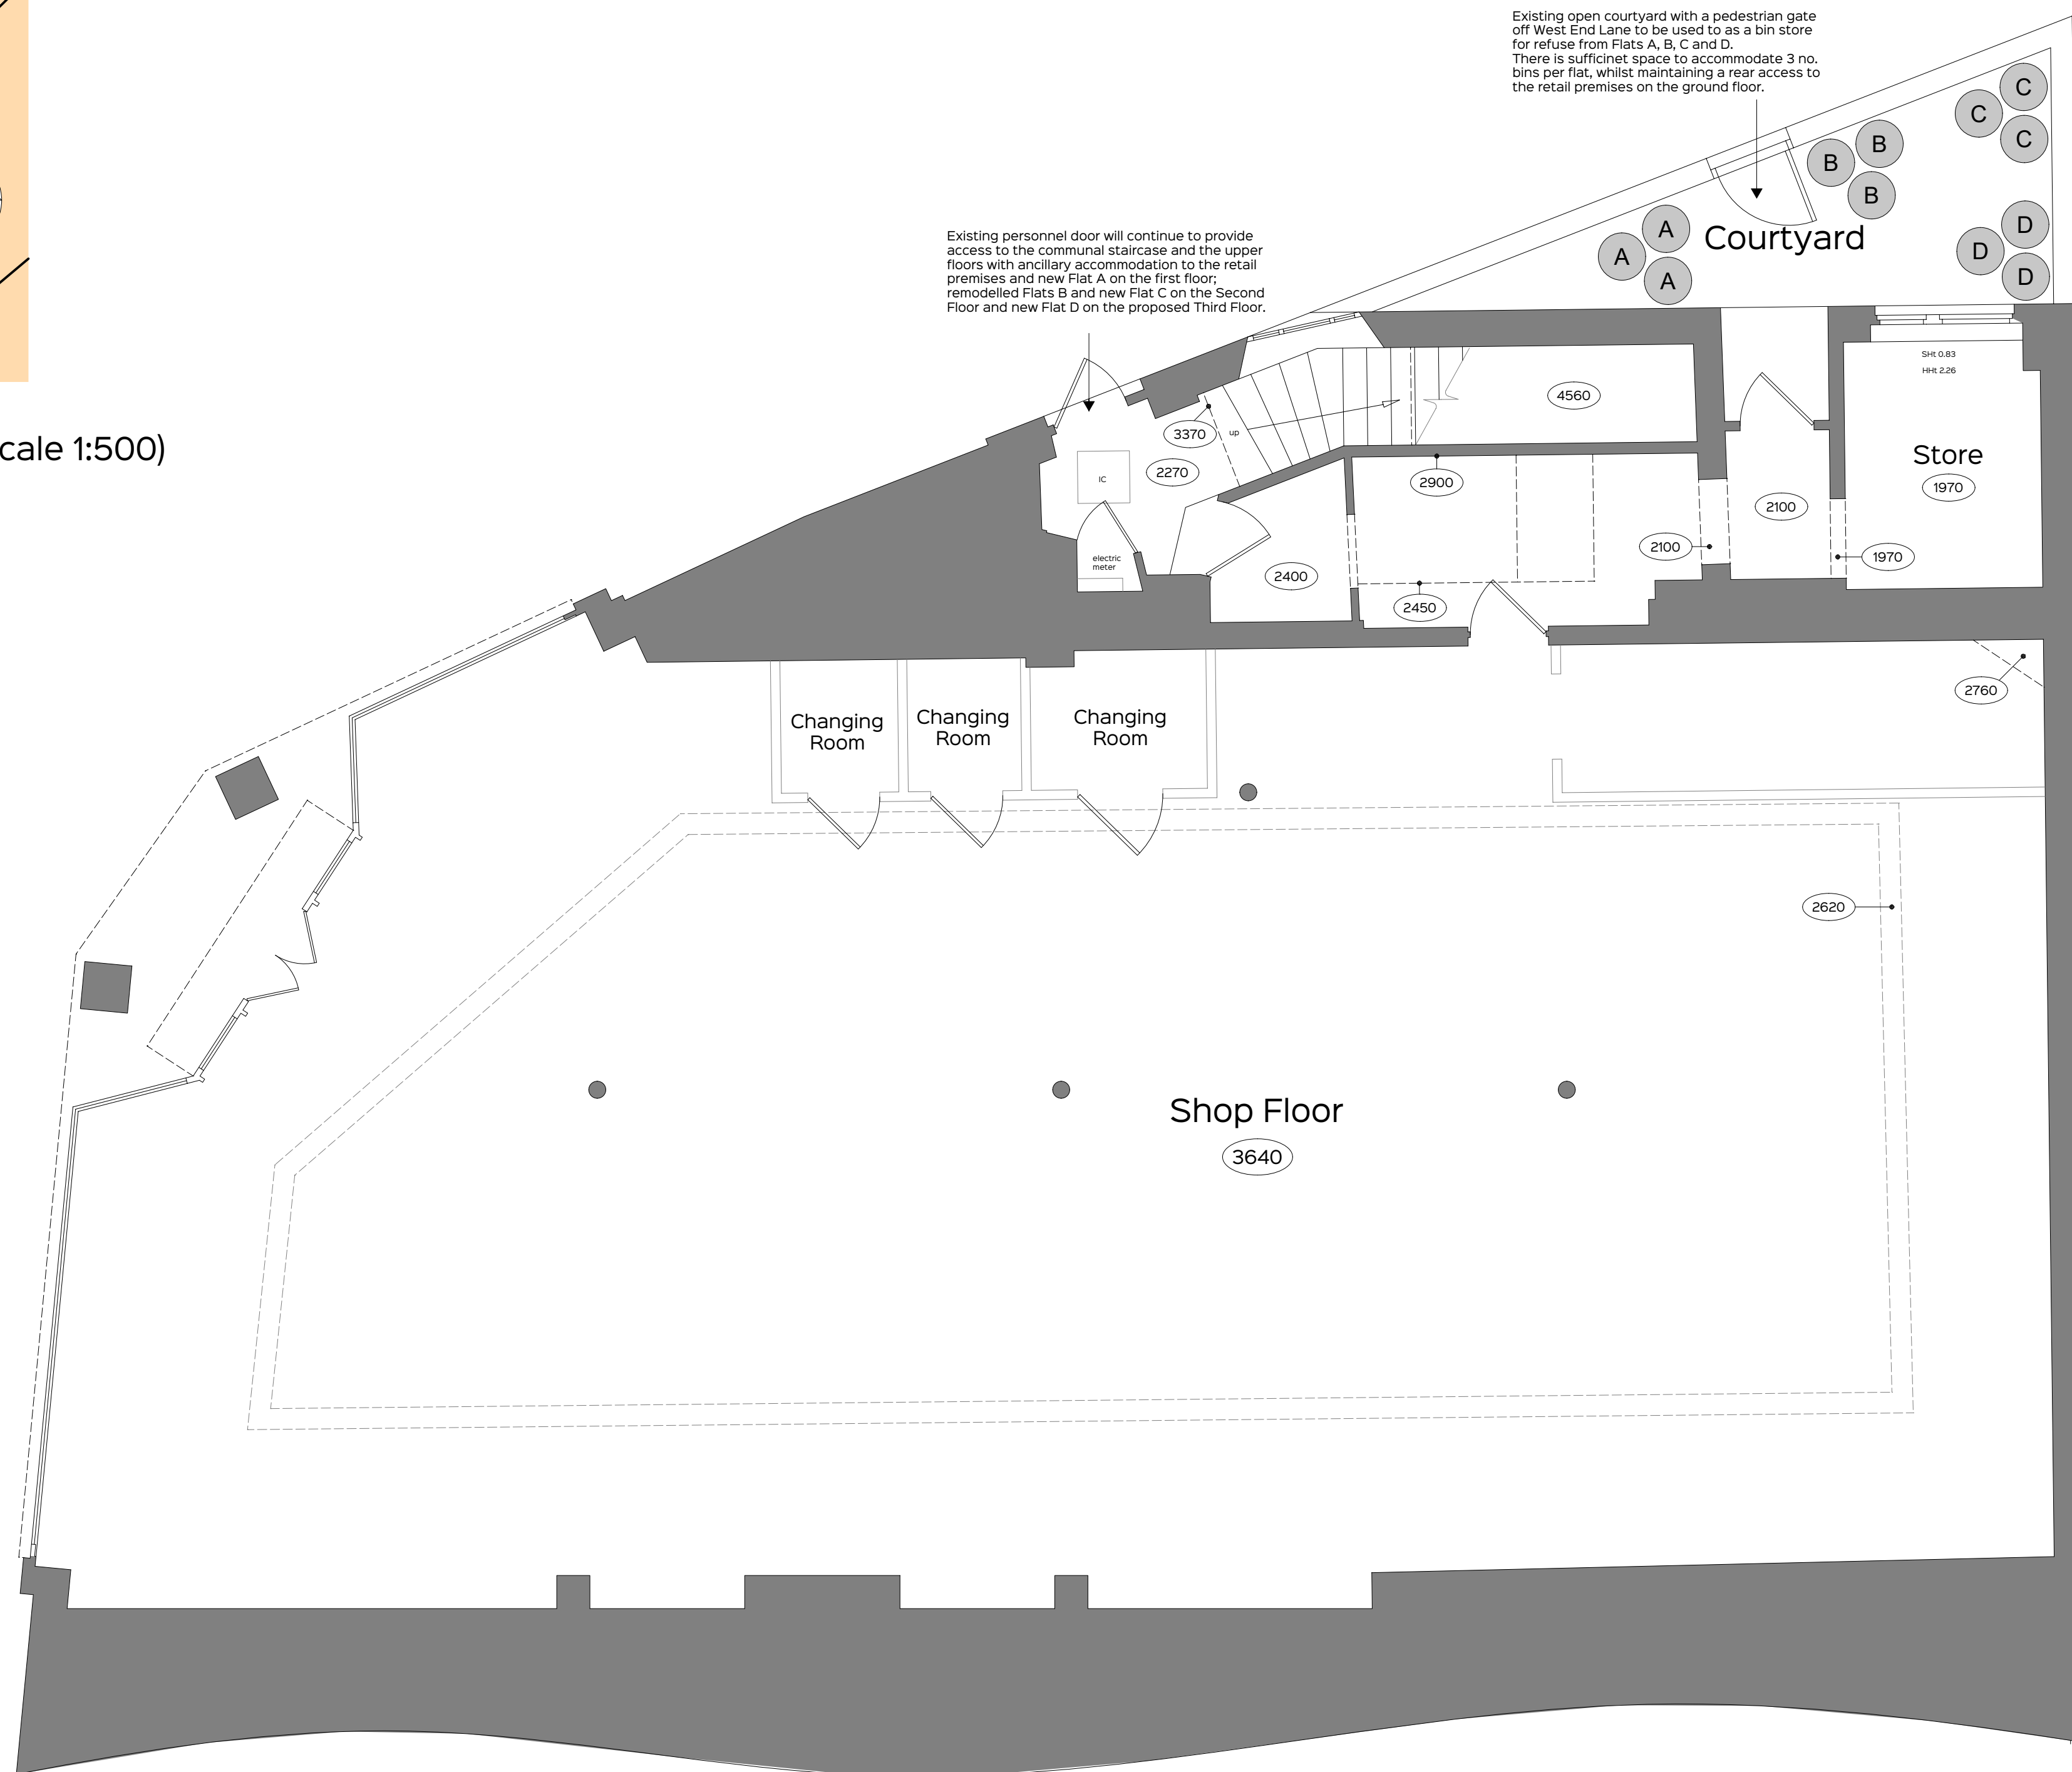 Existing open courtyard with a pedestrian gate
off West End Lane to be used to as a bin store
for refuse from Flats A, B, C and D.
There is sufficinet space to accommodate 3 no.
bins per flat, whilst maintaining a rear access to
the retail premises on the ground floor.
C
C
C
B
B
B
A
A
A
D
D
D
Courtyard
Existing personnel door will continue to provide
access to the communal staircase and the upper
floors with ancillary accommodation to the retail
premises and new Flat A on the first floor;
remodelled Flats B and new Flat C on the Second
Floor and new Flat D on the proposed Third Floor.
SHt 0.83
HHt 2.26
4560
3370
up
cale 1:500)
Store
1970
2270
IC
2900
2100
2100
1970
electric
meter
2400
2450
2760
Changing
Room
Changing
Room
Changing
Room
2620
Shop Floor
3640